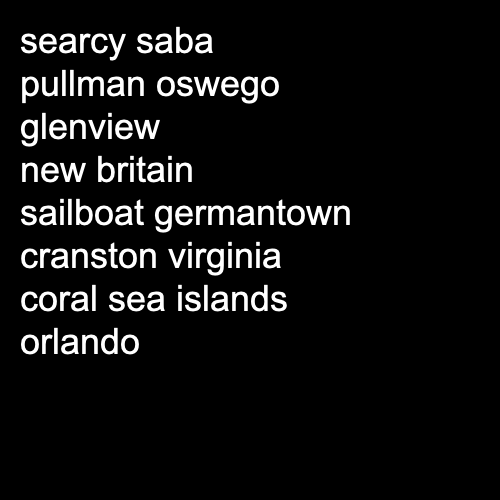 searcy saba
pullman oswego
glenview
new britain
sailboat germantown
cranston virginia
coral sea islands
orlando